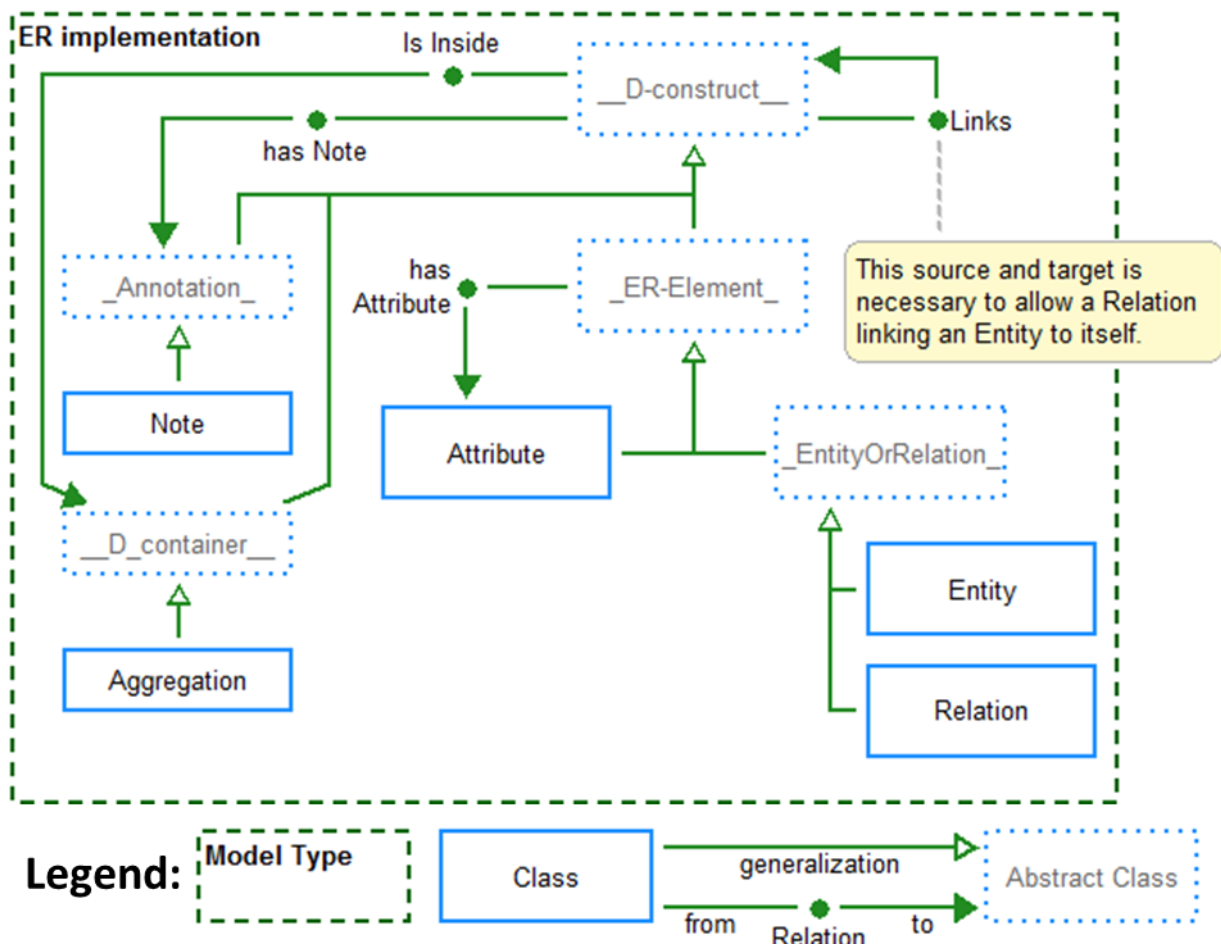 ER implementation
Is Inside
__D-construct__
Links
has Note
_Annotation_
has
Attribute
_ER-Element_
This source and target is
necessary to allow a Relation
linking an Entity to itself.
Note
Attribute
_EntityOrRelation_
__D_container__
Entity
Aggregation
Relation
Legend:
Model Type
Class
generalization
Abstract Class
from
Relation
to